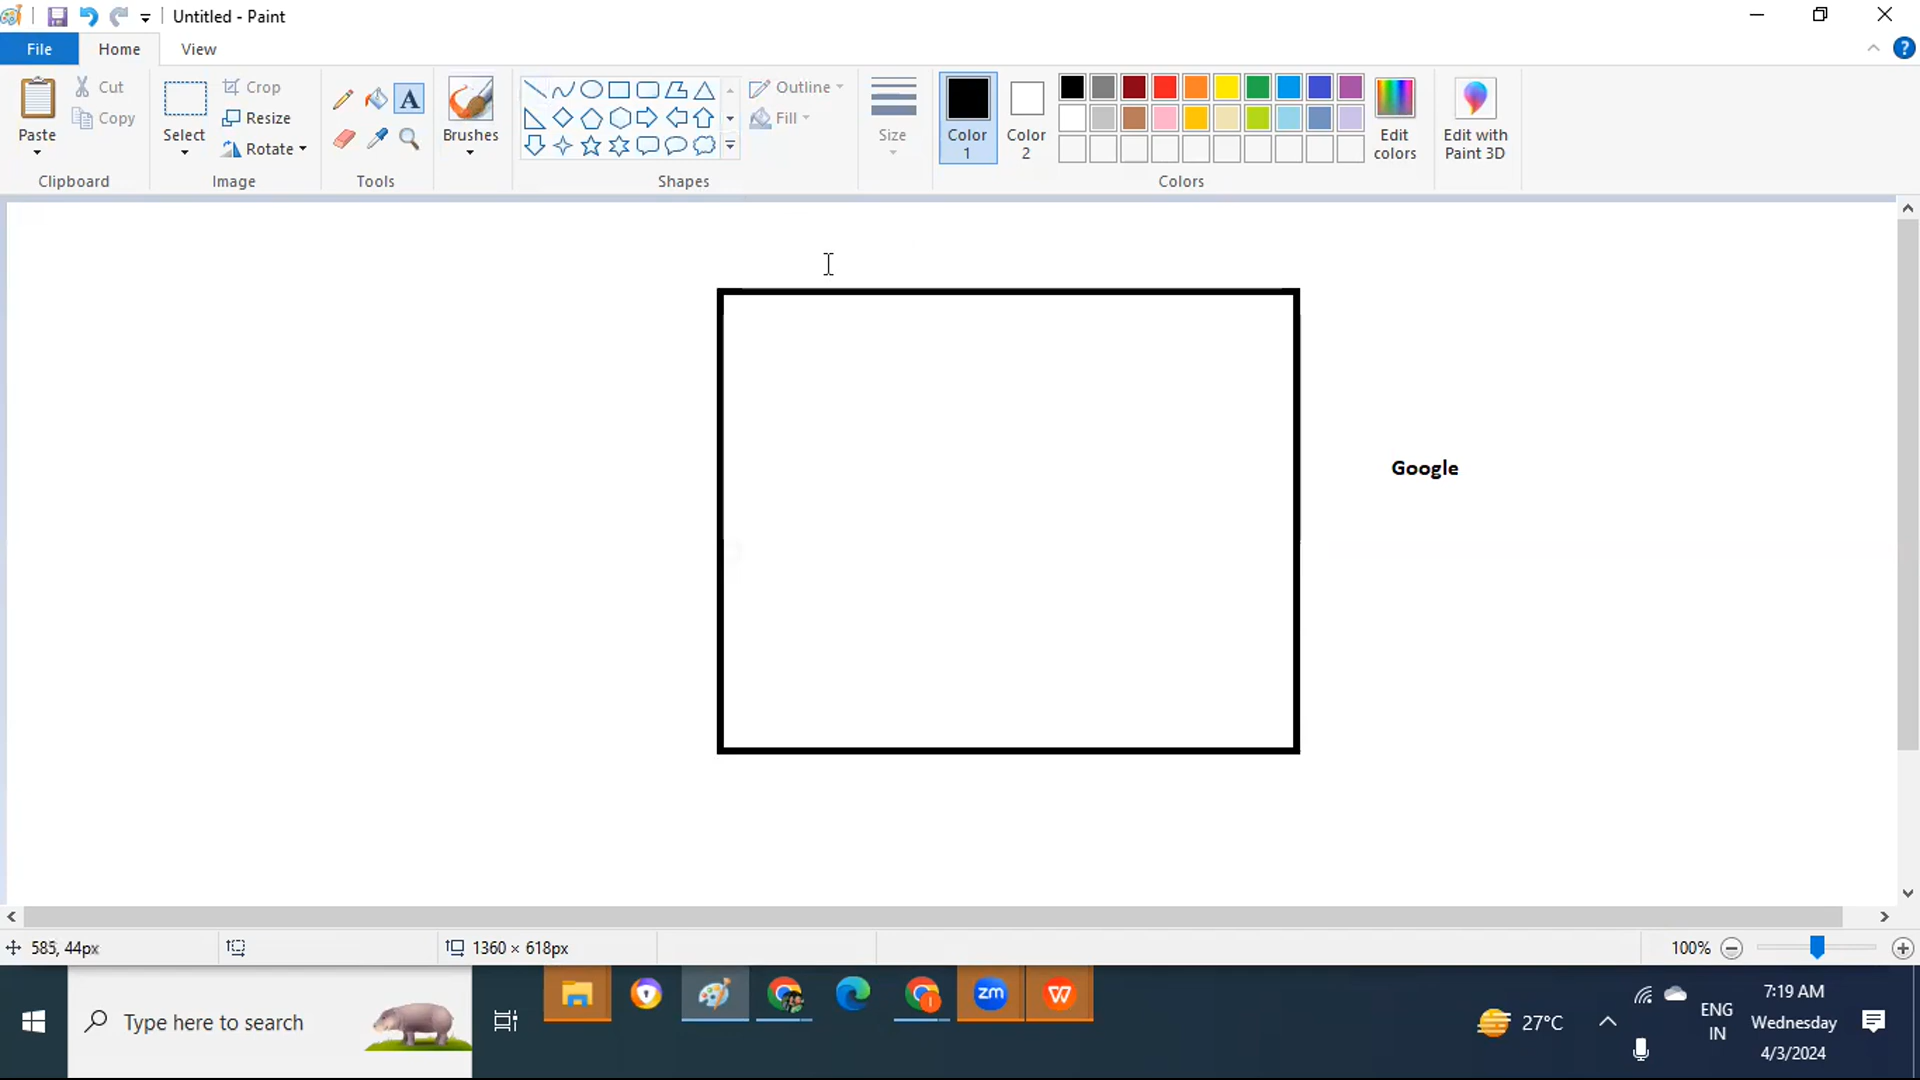 Untitled - Paint
File Home View
Paste Cut Copy
Clipboard
Select Crop Resize Rotate
Image
A
Tools
Brushes
Shapes
Outline
Fill
Size
Color 1
Color 2
Edit colors
Colors
Edit with Paint 3D
Google
585, 44px
1360 × 618px
100%
Type here to search
zm
W
27°C
ENG
IN
7:19 AM
Wednesday
4/3/2024